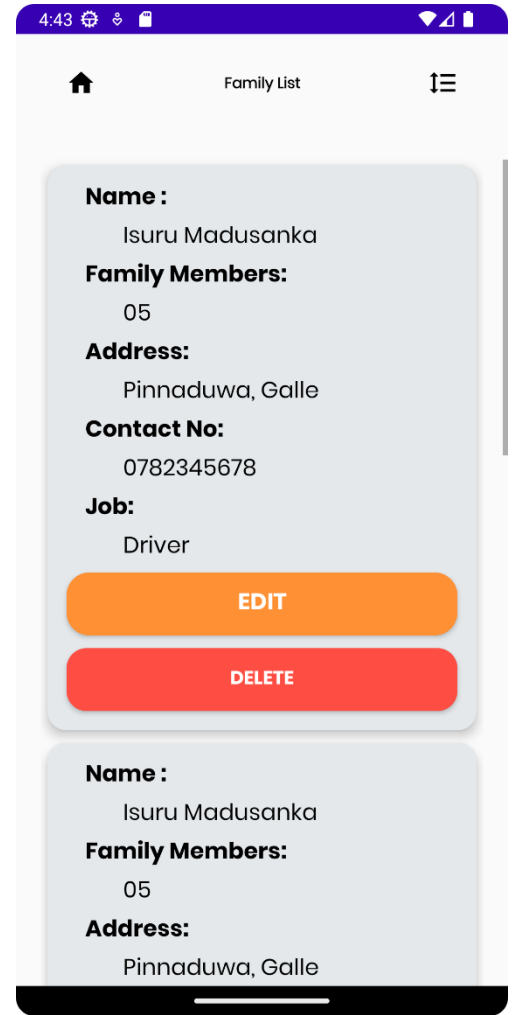 4:43
Family List
Name :
Isuru Madusanka
Family Members:
05
Address:
Pinnaduwa, Galle
Contact No:
0782345678
Job:
Driver
EDIT
DELETE
Name :
Isuru Madusanka
Family Members:
05
Address:
Pinnaduwa, Galle